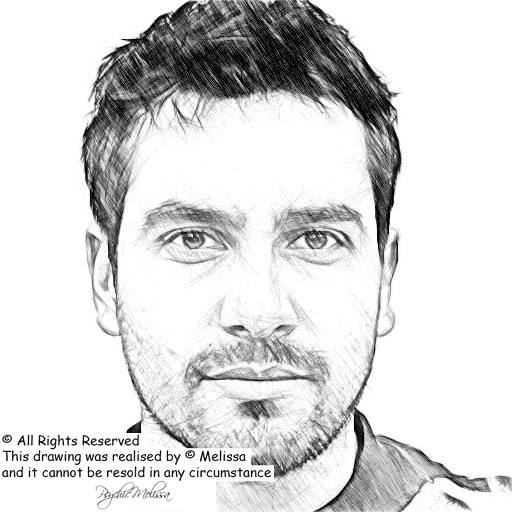 © All Rights Reserved
This drawing was realised by © Melissa
and it cannot be resold in any circumstance
Psychic Melissa